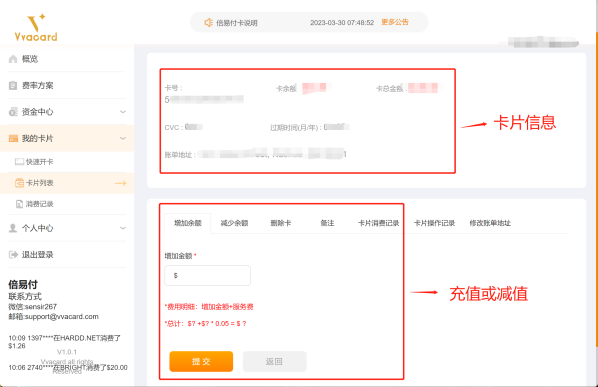 Vvacard
倍易付卡说明
2023-03-30 07:48:52
更多公告
概览
费率方案
资金中心
我的卡片
快速开卡
卡片列表
消费记录
个人中心
退出登录
倍易付
联系方式
微信:sensir267
邮箱:support@vvacard.com
10:09 1397****在HARDD.NET消费了
$1.26
V1.0.1
Vvacard all rights
Reserved
10:06 2740****在BRIGHT消费了$20.00
卡号 :
卡余额
卡总金额 :
5
CVC :
过期时间(月/年) :
账单地址 :
卡片信息
增加余额
减少余额
删除卡
备注
卡片消费记录
卡片操作记录
修改账单地址
增加金额 *
$
*费用明细：增加金额+服务费
*总计：$? +$? * 0.05 = $ ?
提 交
返回
充值或减值